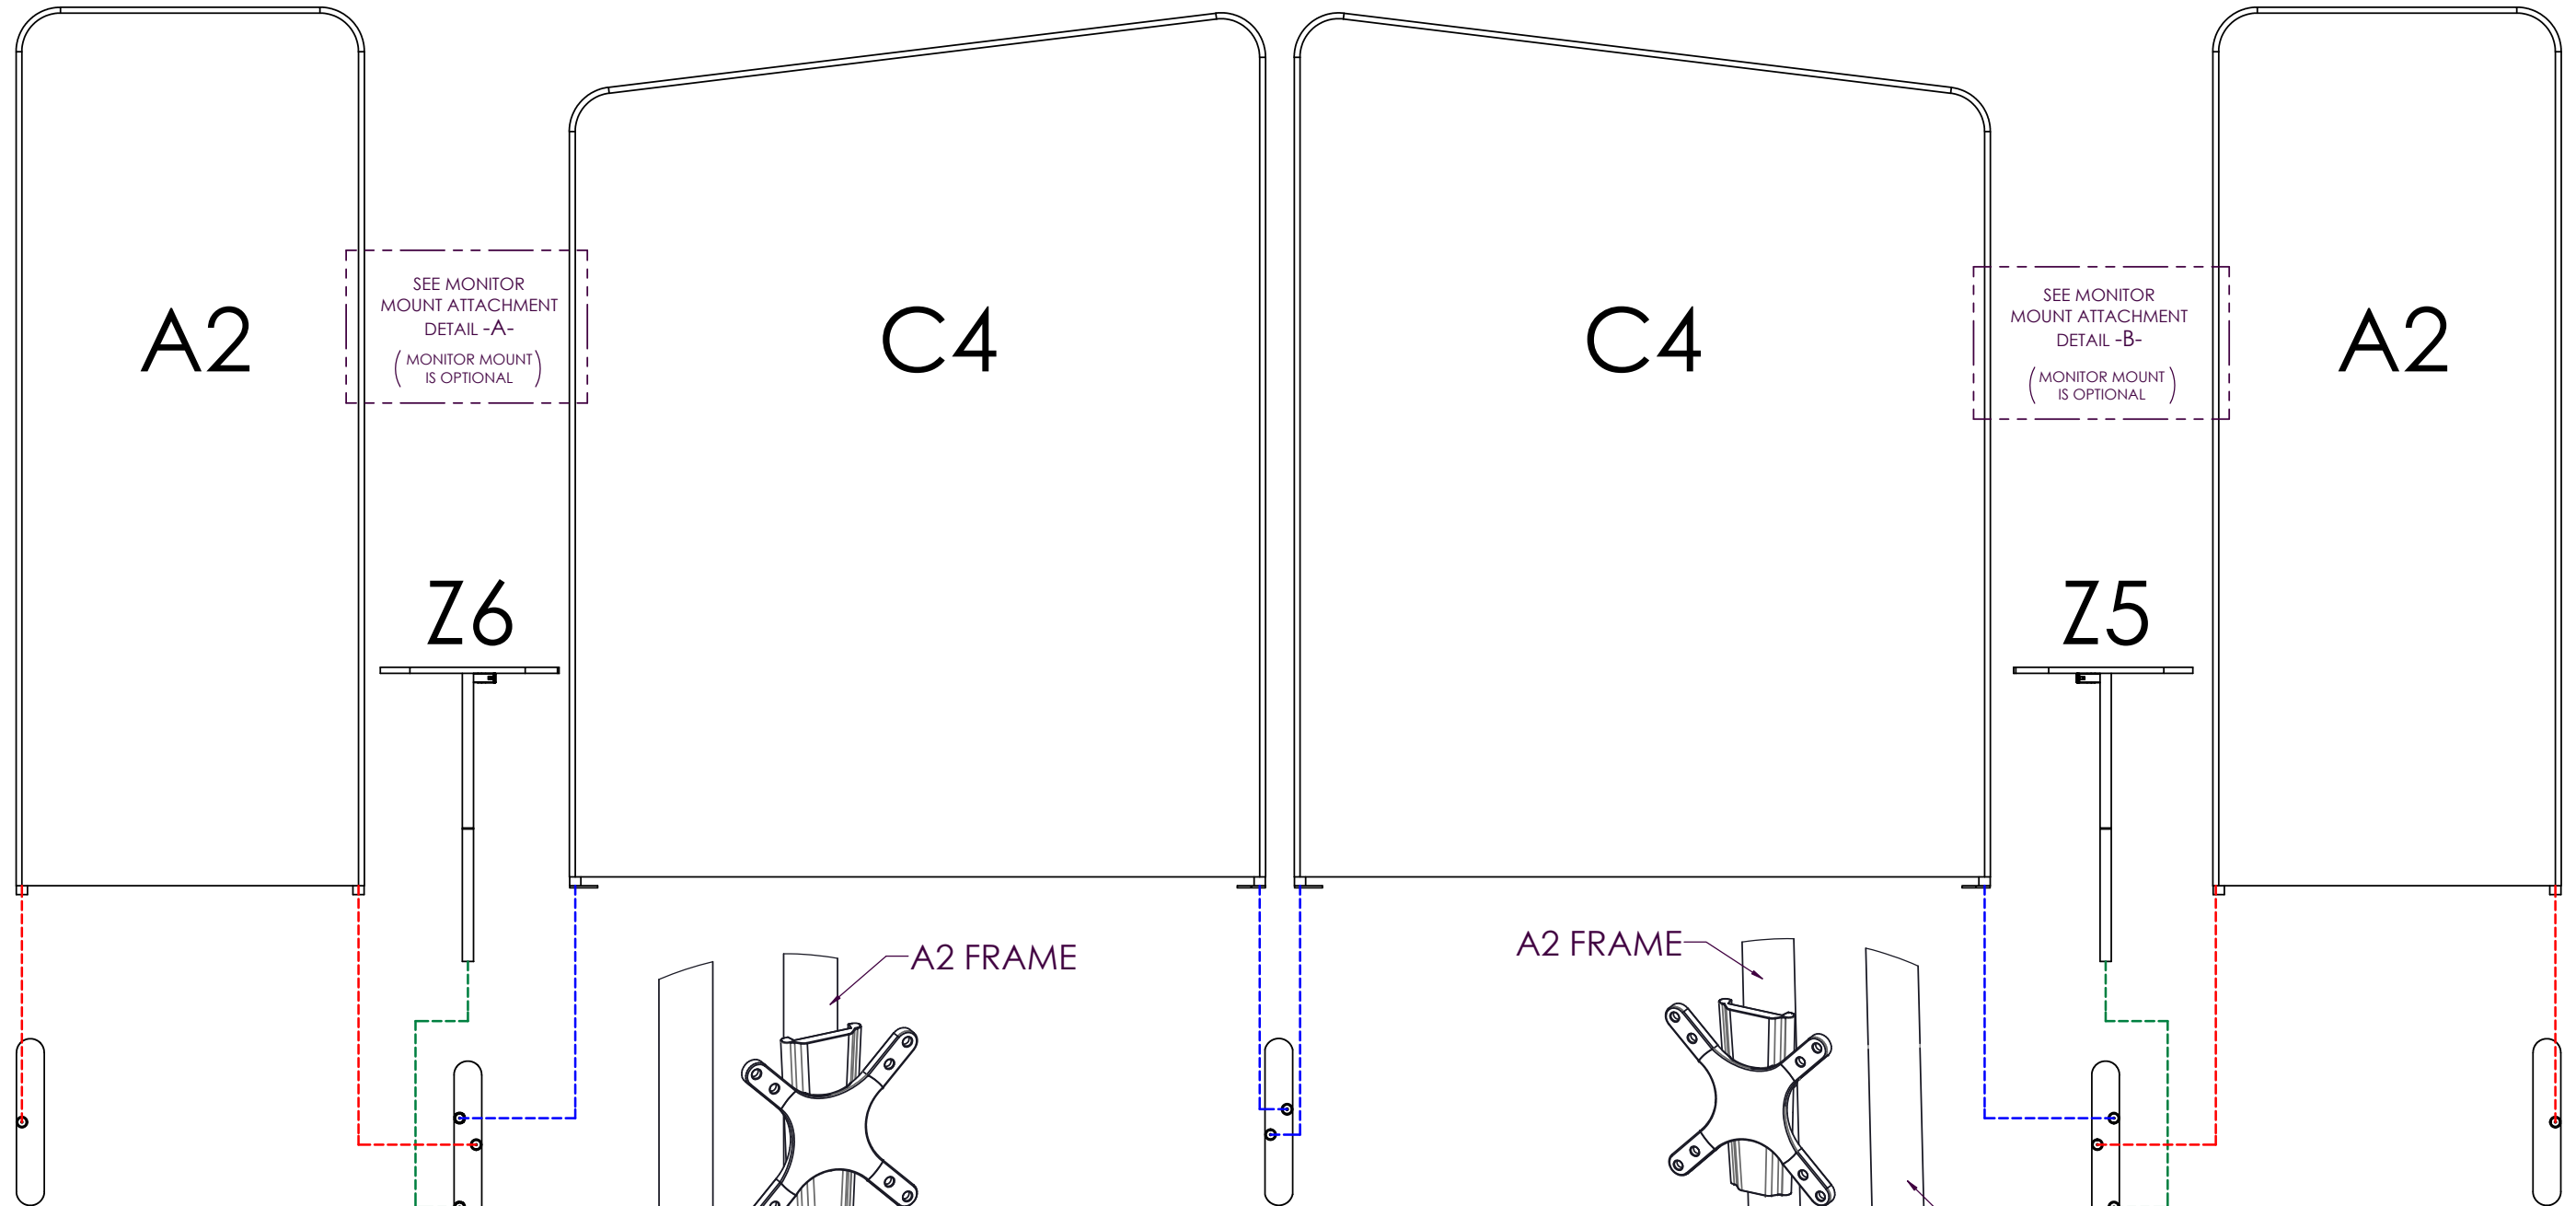 A2
SEE MONITOR
MOUNT ATTACHMENT
DETAIL -A-
(MONITOR MOUNT
IS OPTIONAL)
C4
C4
SEE MONITOR
MOUNT ATTACHMENT
DETAIL -B-
(MONITOR MOUNT
IS OPTIONAL)
A2
Z6
Z5
A2 FRAME
A2 FRAME